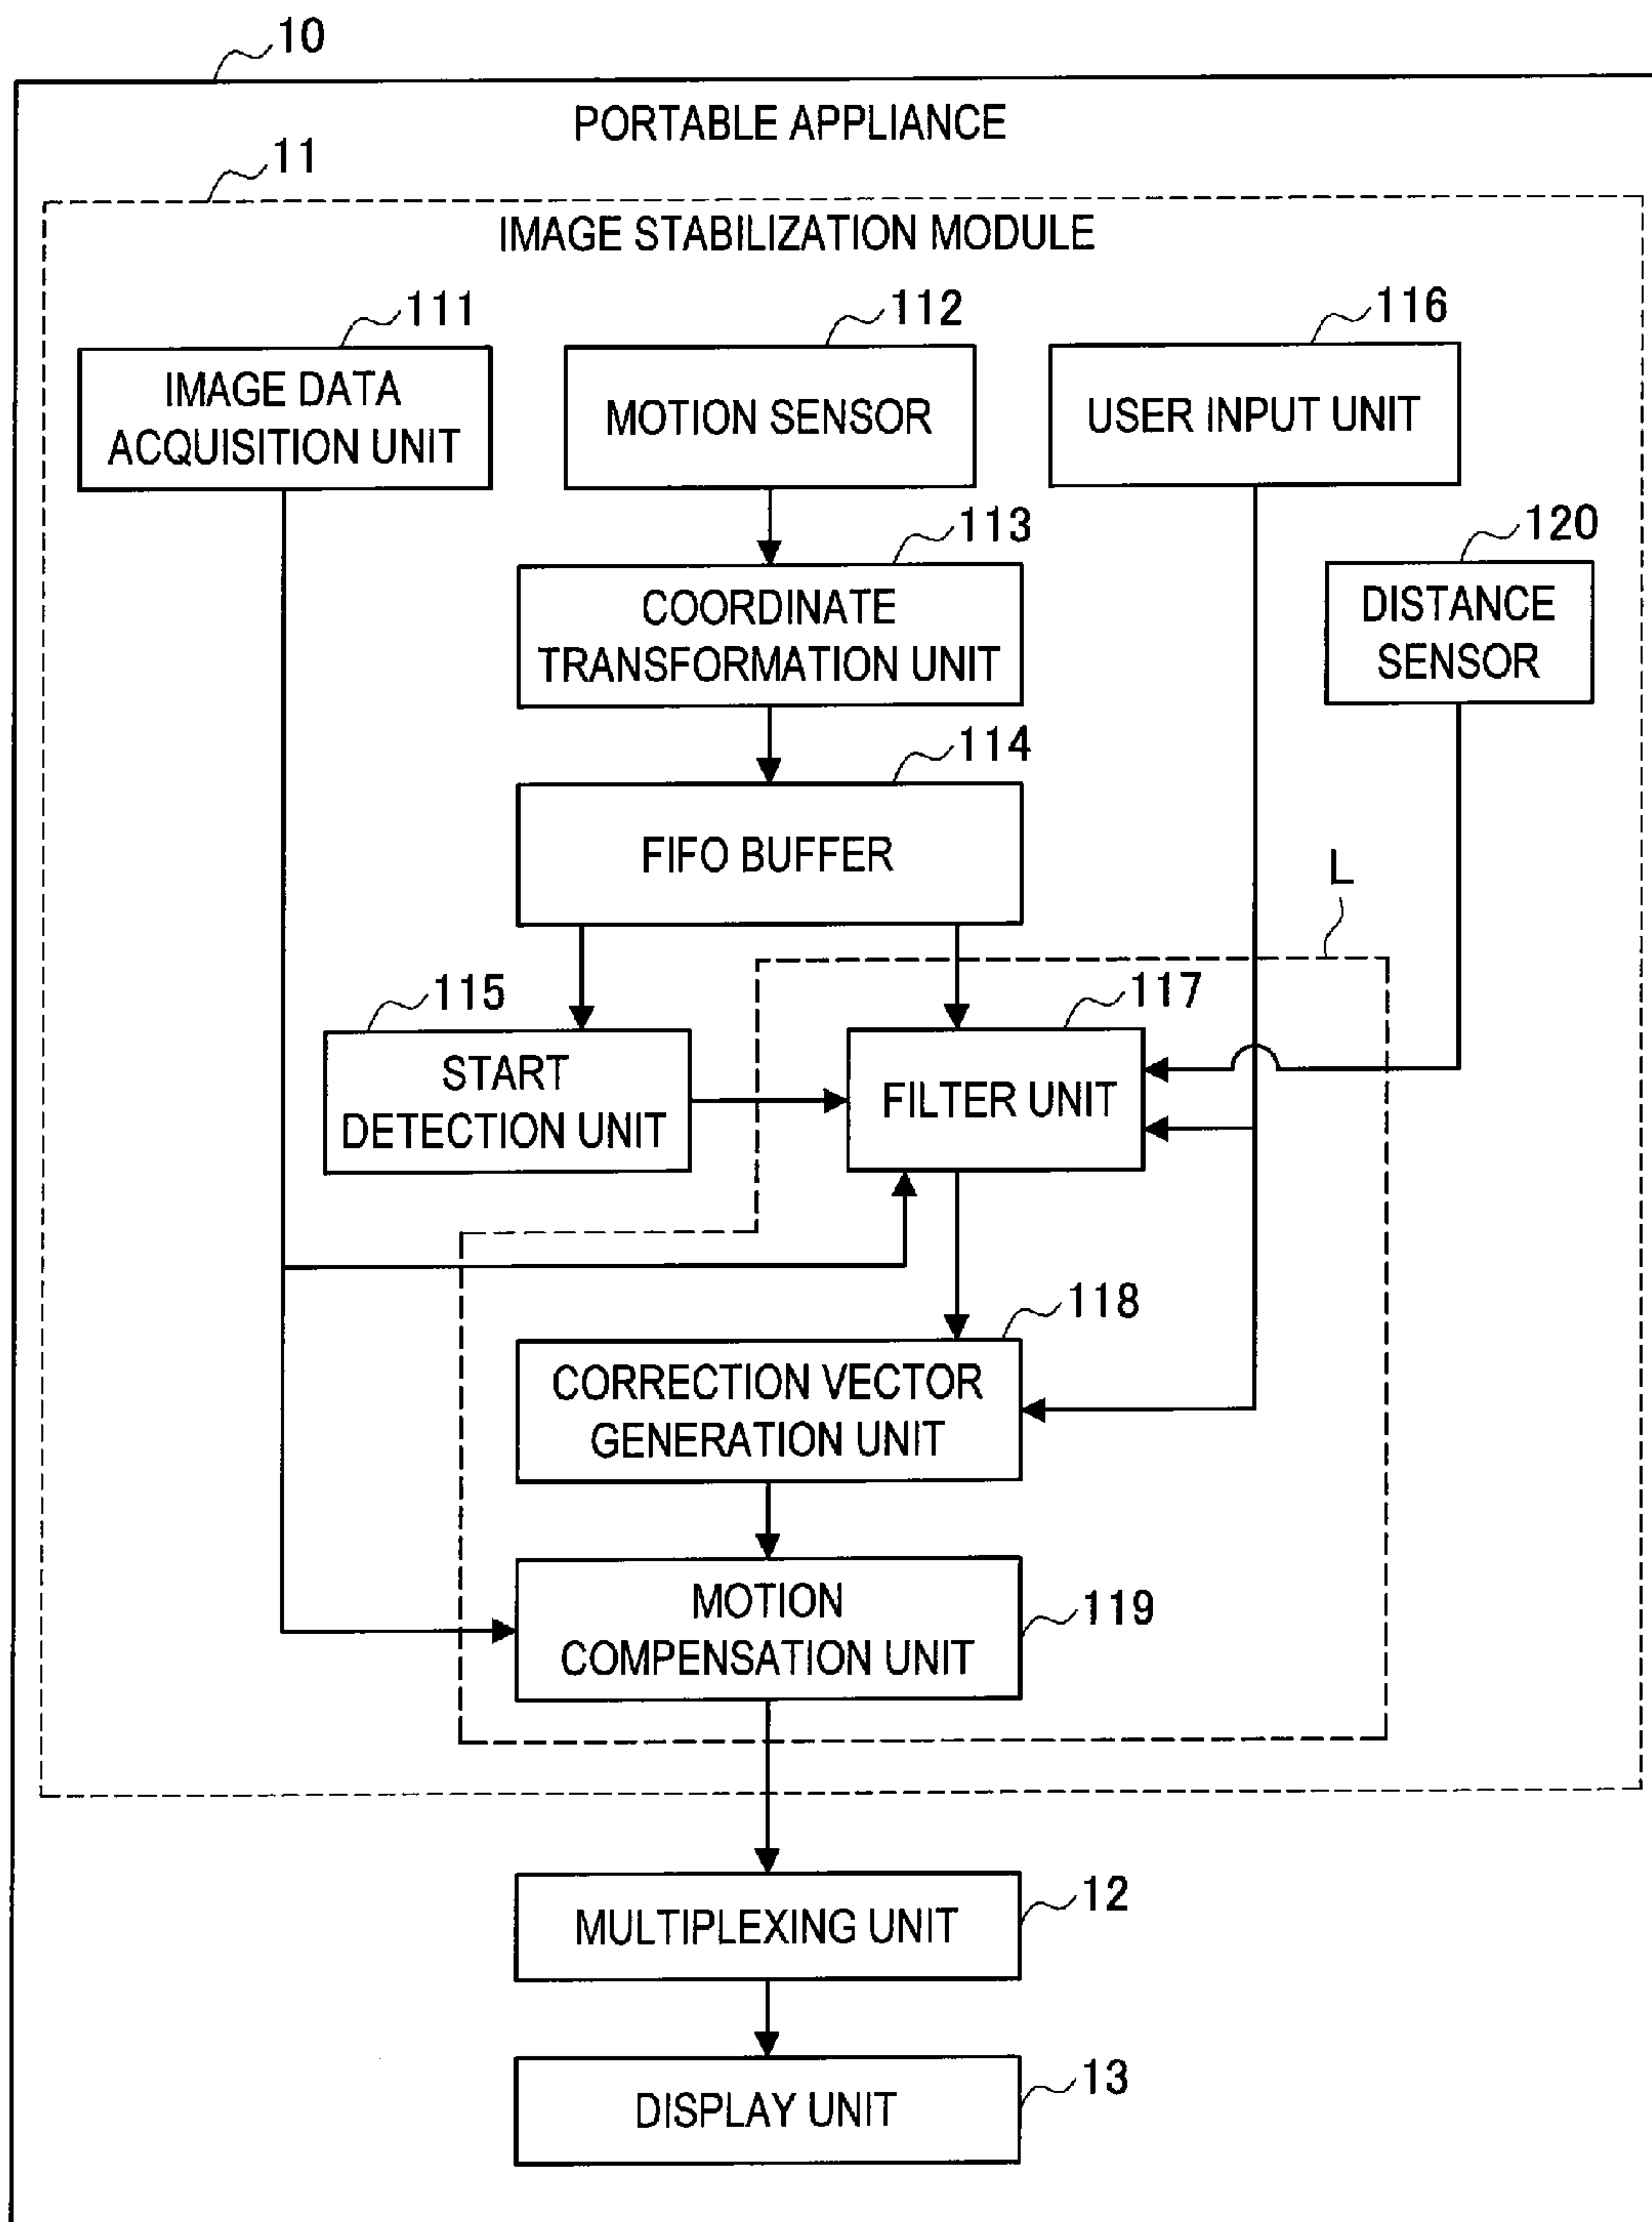 10
PORTABLE APPLIANCE
11
IMAGE STABILIZATION MODULE
111
IMAGE DATA
ACQUISITION UNIT
112
MOTION SENSOR
116
USER INPUT UNIT
113
COORDINATE
TRANSFORMATION UNIT
120
DISTANCE
SENSOR
114
FIFO BUFFER
L
115
START
DETECTION UNIT
117
FILTER UNIT
118
CORRECTION VECTOR
GENERATION UNIT
MOTION
COMPENSATION UNIT
119
MULTIPLEXING UNIT
12
DISPLAY UNIT
13